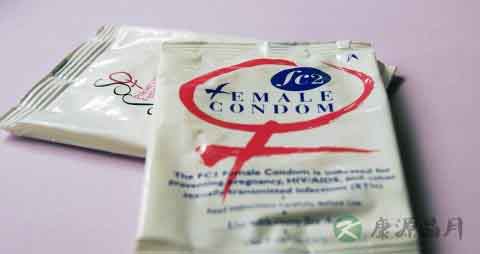 fc2
FEMALE
CONDOM
The FC2 Female Condom is indicated for
preventing pregnancy, HIV/AIDS, and other
sexually transmitted infections (STIs)
Read instructions carefully before use.
康源品月